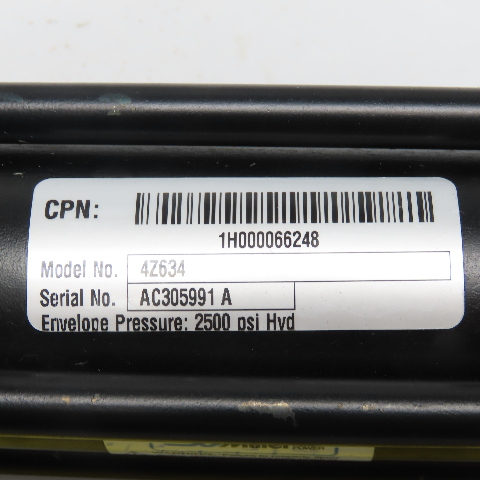 CPN:
1H000066248
Model No. 4Z634
Serial No. AC305991 A
Envelope Pressure: 2500 psi Hyd